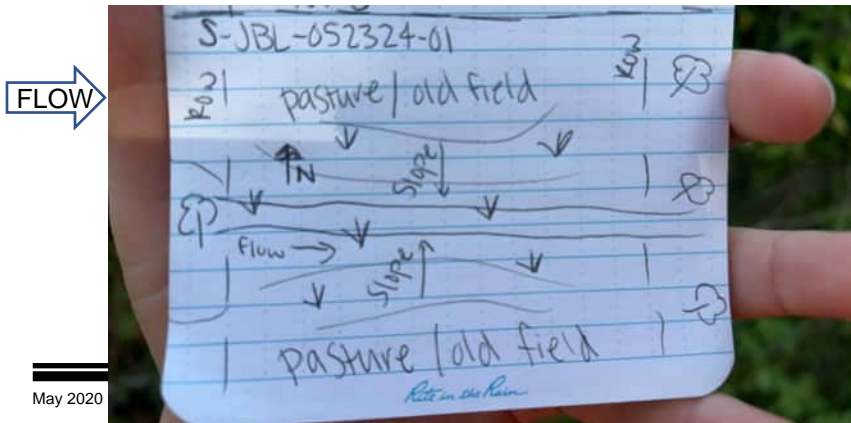 S-JBL-052324-01
FLOW
ROW
pasture / old field
ROW
N
Slope
Flow →
Slope
pasture / old field
Rite in the Rain
May 2020